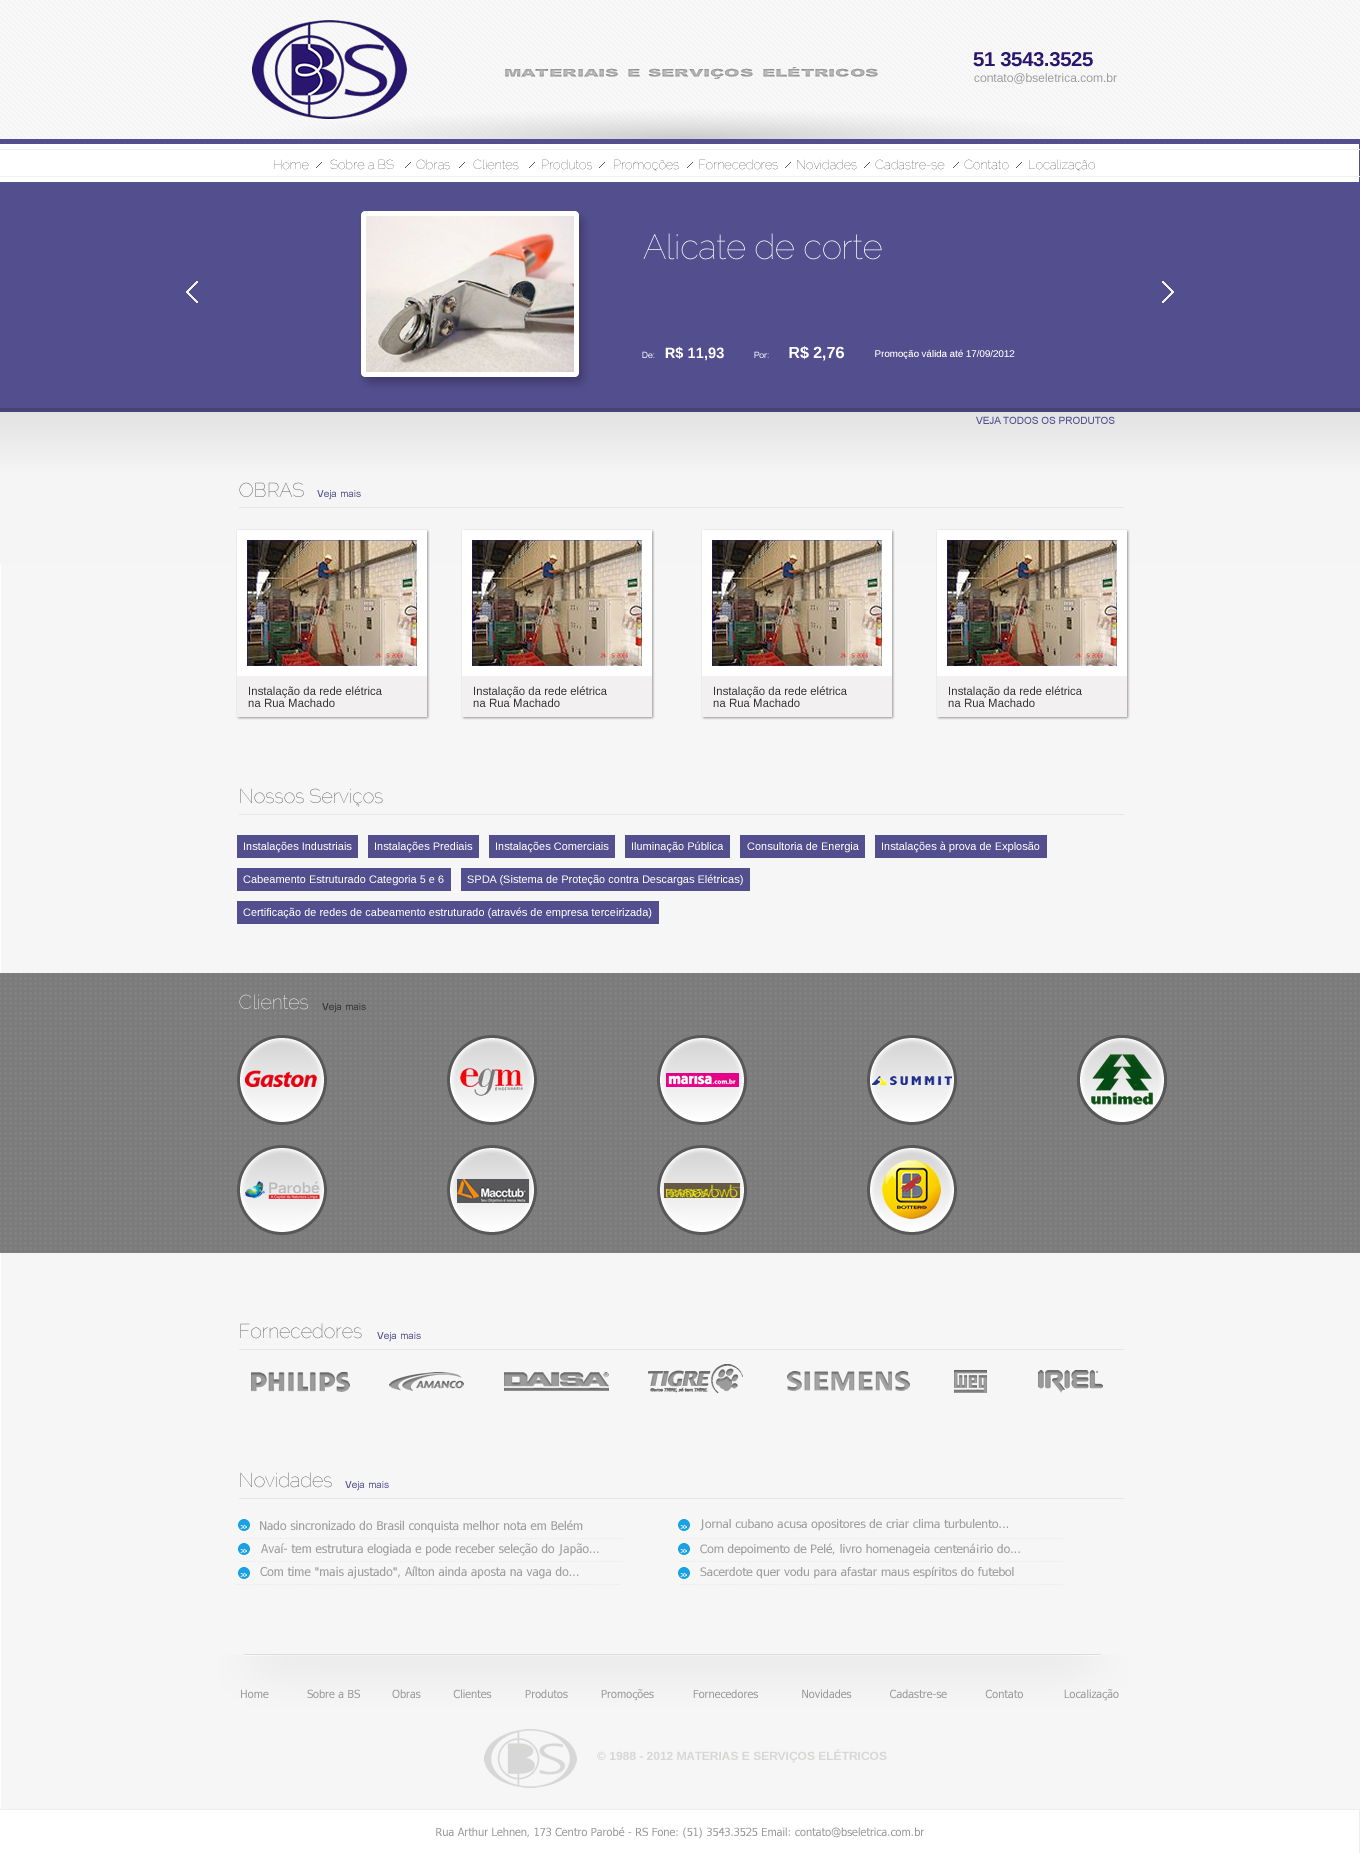 BS
MATERIAIS E SERVIÇOS ELÉTRICOS
51 3543.3525
contato@bseletrica.com.br
Home / Sobre a BS / Obras / Clientes / Produtos / Promoções / Fornecedores / Novidades / Cadastre-se / Contato / Localização
Alicate de corte
De: R$ 11,93 Por: R$ 2,76 Promoção válida até 17/09/2012
VEJA TODOS OS PRODUTOS
OBRAS Veja mais
Instalação da rede elétrica
na Rua Machado
Instalação da rede elétrica
na Rua Machado
Instalação da rede elétrica
na Rua Machado
Instalação da rede elétrica
na Rua Machado
Nossos Serviços
Instalações Industriais Instalações Prediais Instalações Comerciais Iluminação Pública Consultoria de Energia Instalações à prova de Explosão
Cabeamento Estruturado Categoria 5 e 6 SPDA (Sistema de Proteção contra Descargas Elétricas)
Certificação de redes de cabeamento estruturado (através de empresa terceirizada)
Clientes Veja mais
Gaston
egm
ENGENHARIA
marisa.com.br
SUMMIT
unimed
Parobé
Macctub
bwb
B
BOTTERO
Fornecedores Veja mais
PHILIPS AMANCO DAISA TIGRE SIEMENS WEG IRIEL
Novidades Veja mais
Nado sincronizado do Brasil conquista melhor nota em Belém
Avaí- tem estrutura elogiada e pode receber seleção do Japão...
Com time "mais ajustado", Aílton ainda aposta na vaga do...
Jornal cubano acusa opositores de criar clima turbulento...
Com depoimento de Pelé, livro homenageia centenáirio do...
Sacerdote quer vodu para afastar maus espíritos do futebol
Home Sobre a BS Obras Clientes Produtos Promoções Fornecedores Novidades Cadastre-se Contato Localização
BS
© 1988 - 2012 MATERIAS E SERVIÇOS ELÉTRICOS
Rua Arthur Lehnen, 173 Centro Parobé - RS Fone: (51) 3543.3525 Email: contato@bseletrica.com.br